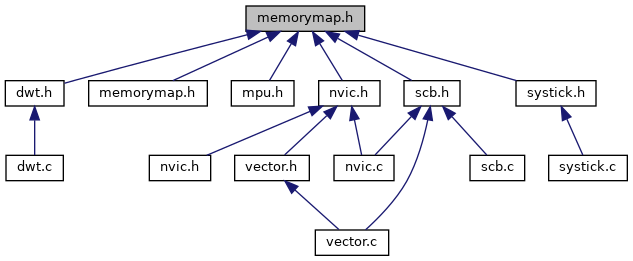 memorymap.h
dwt.h
memorymap.h
mpu.h
nvic.h
scb.h
systick.h
dwt.c
nvic.h
vector.h
nvic.c
scb.c
systick.c
vector.c